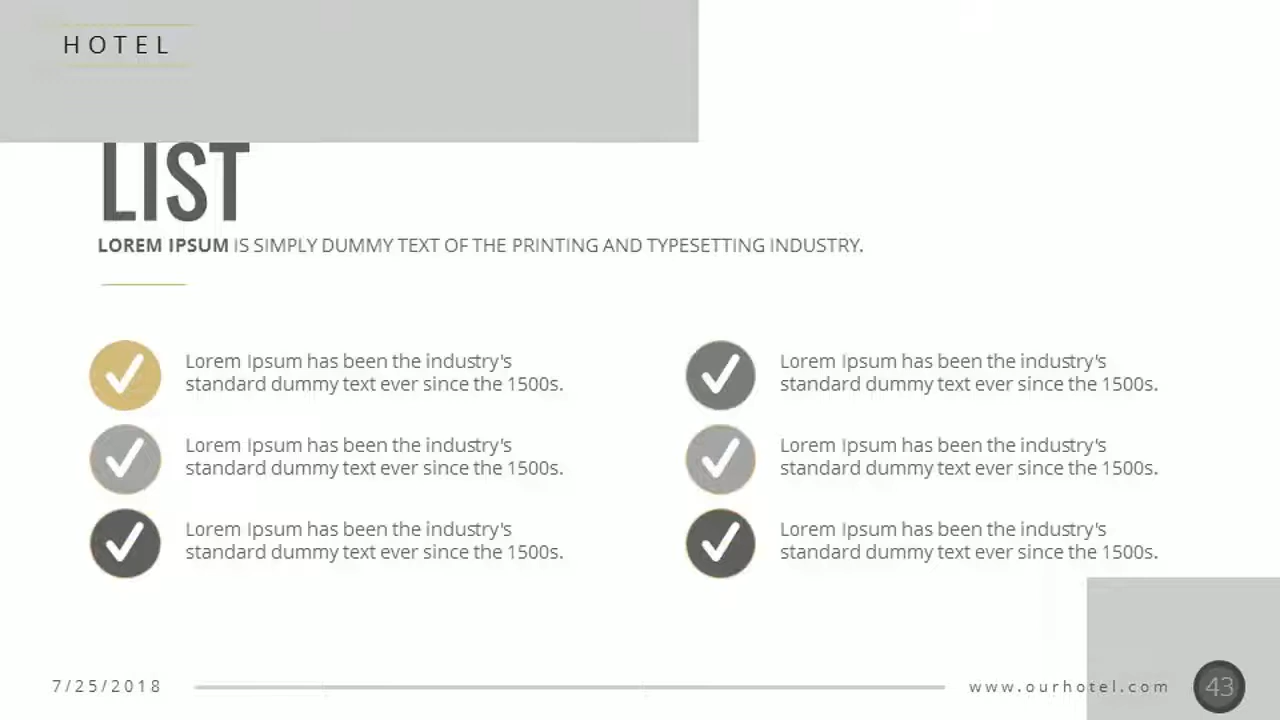 HOTEL
LIST
LOREM IPSUM IS SIMPLY DUMMY TEXT OF THE PRINTING AND TYPESETTING INDUSTRY.
Lorem Ipsum has been the industry's
standard dummy text ever since the 1500s.
Lorem Ipsum has been the industry's
standard dummy text ever since the 1500s.
Lorem Ipsum has been the industry's
standard dummy text ever since the 1500s.
Lorem Ipsum has been the industry's
standard dummy text ever since the 1500s.
Lorem Ipsum has been the industry's
standard dummy text ever since the 1500s.
Lorem Ipsum has been the industry's
standard dummy text ever since the 1500s.
7/25/2018
www.ourhotel.com
43